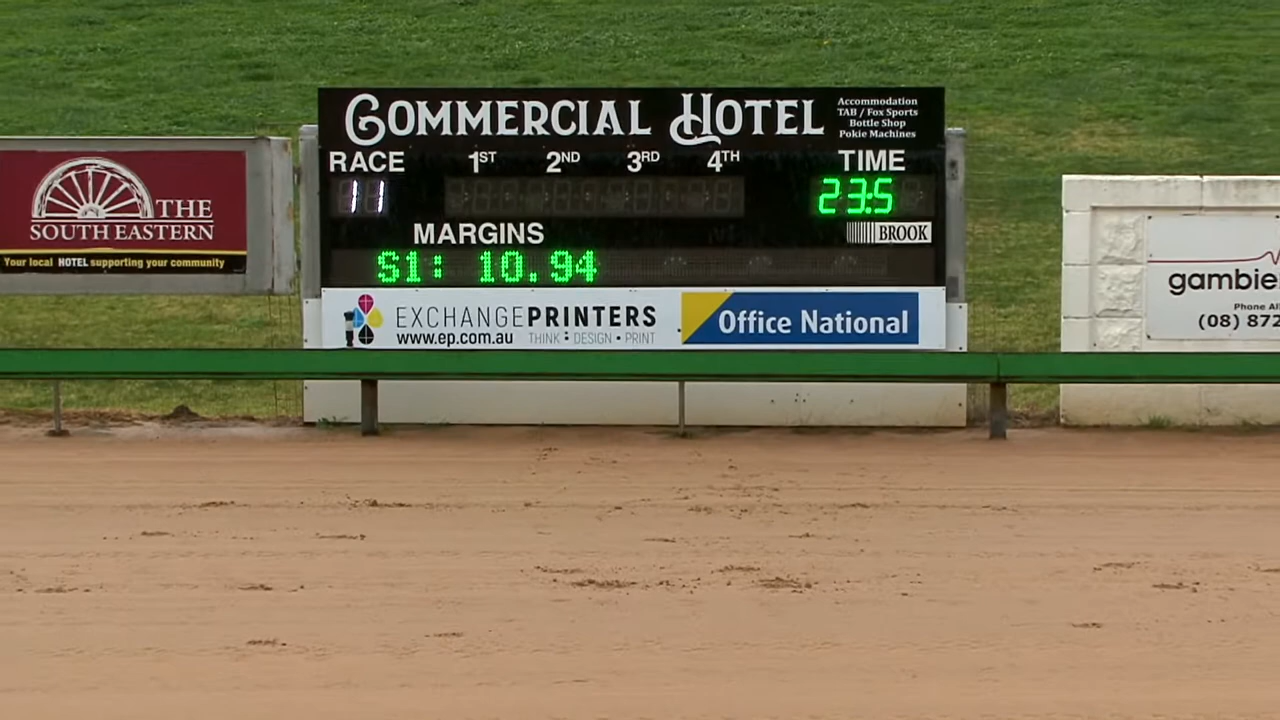 COMMERCIAL HOTEL
Accommodation
TAB / Fox Sports
Bottle Shop
Pokie Machines
RACE 1ST 2ND 3RD 4TH TIME
11 23:5
MARGINS
BROOK
S1: 10.94
EXCHANGEPRINTERS
www.ep.com.au THINK : DESIGN • PRINT
Office National
THE
SOUTH EASTERN
Your local HOTEL supporting your community
gambie
Phone
(08) 872